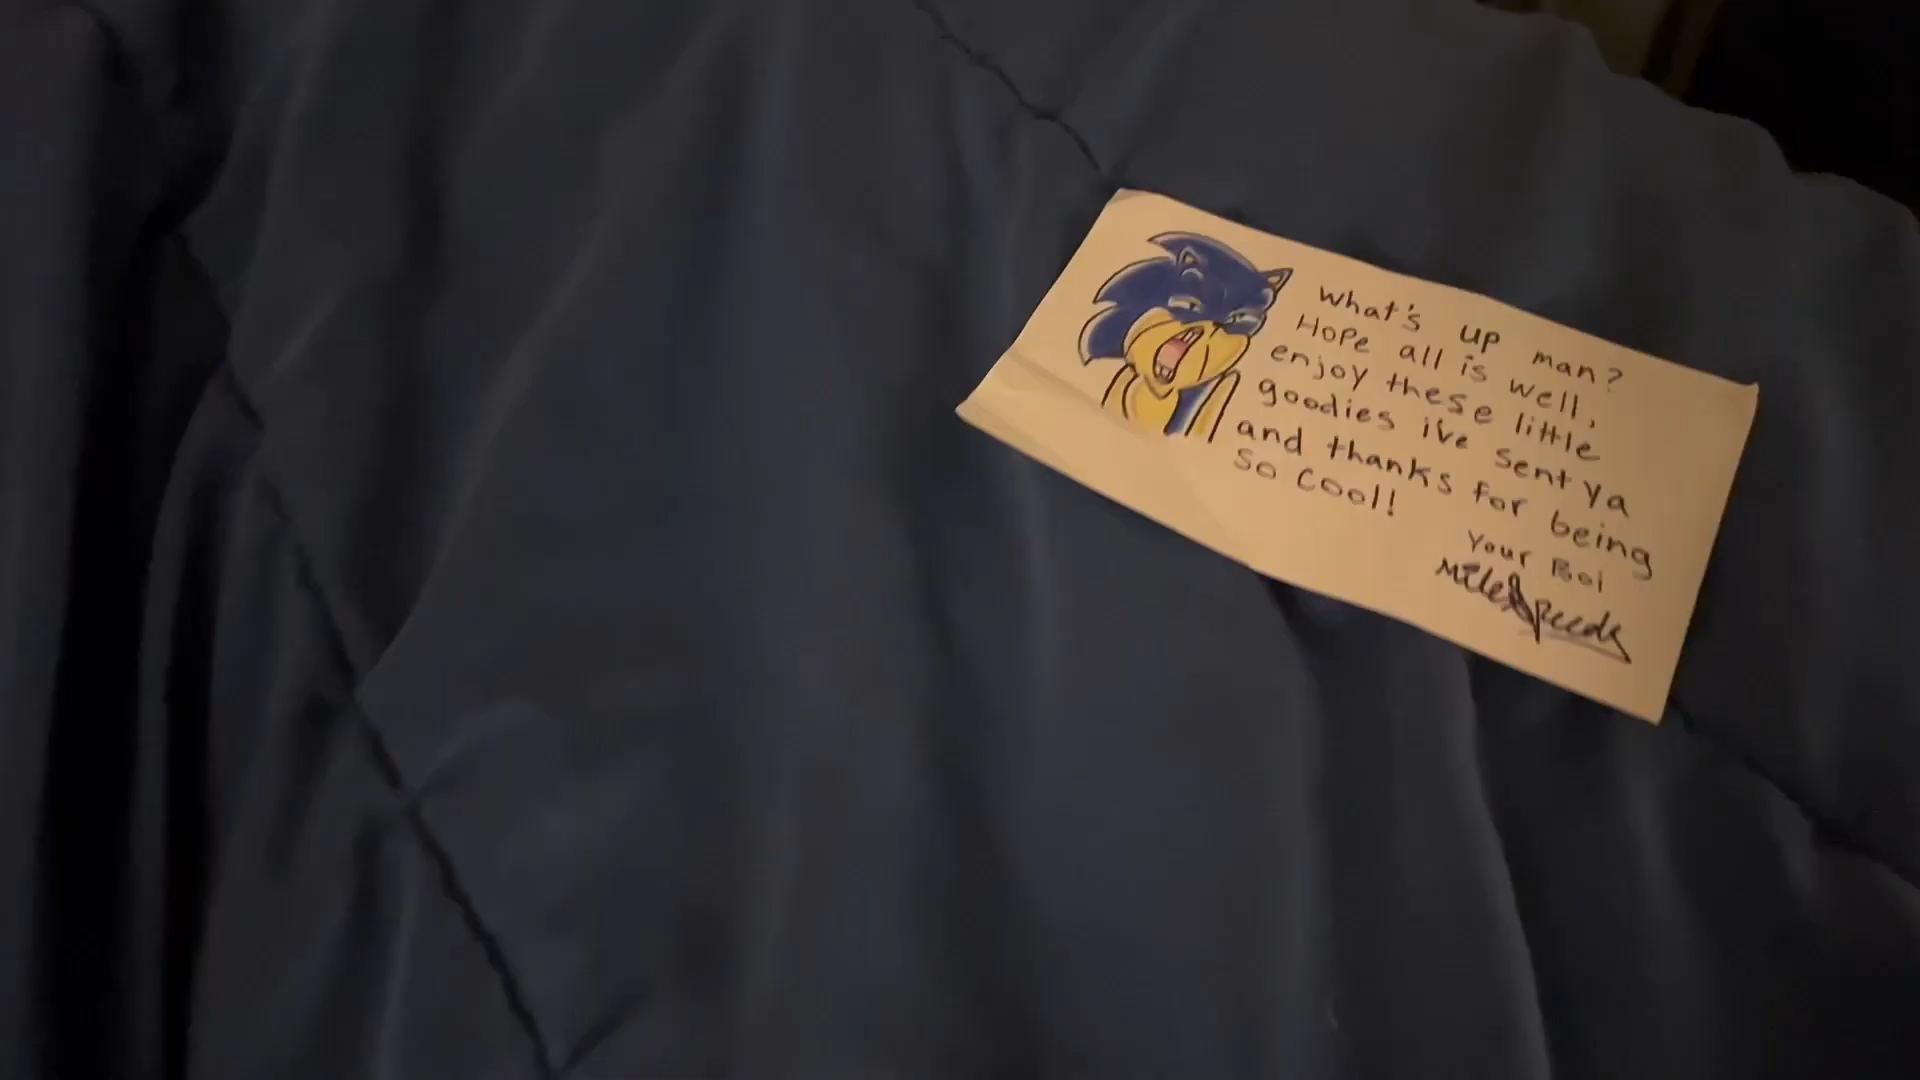 What's up man?
Hope all is well,
enjoy these little
goodies i've sent ya
and thanks for being
so cool!
Your Boi
MilesSpeeds